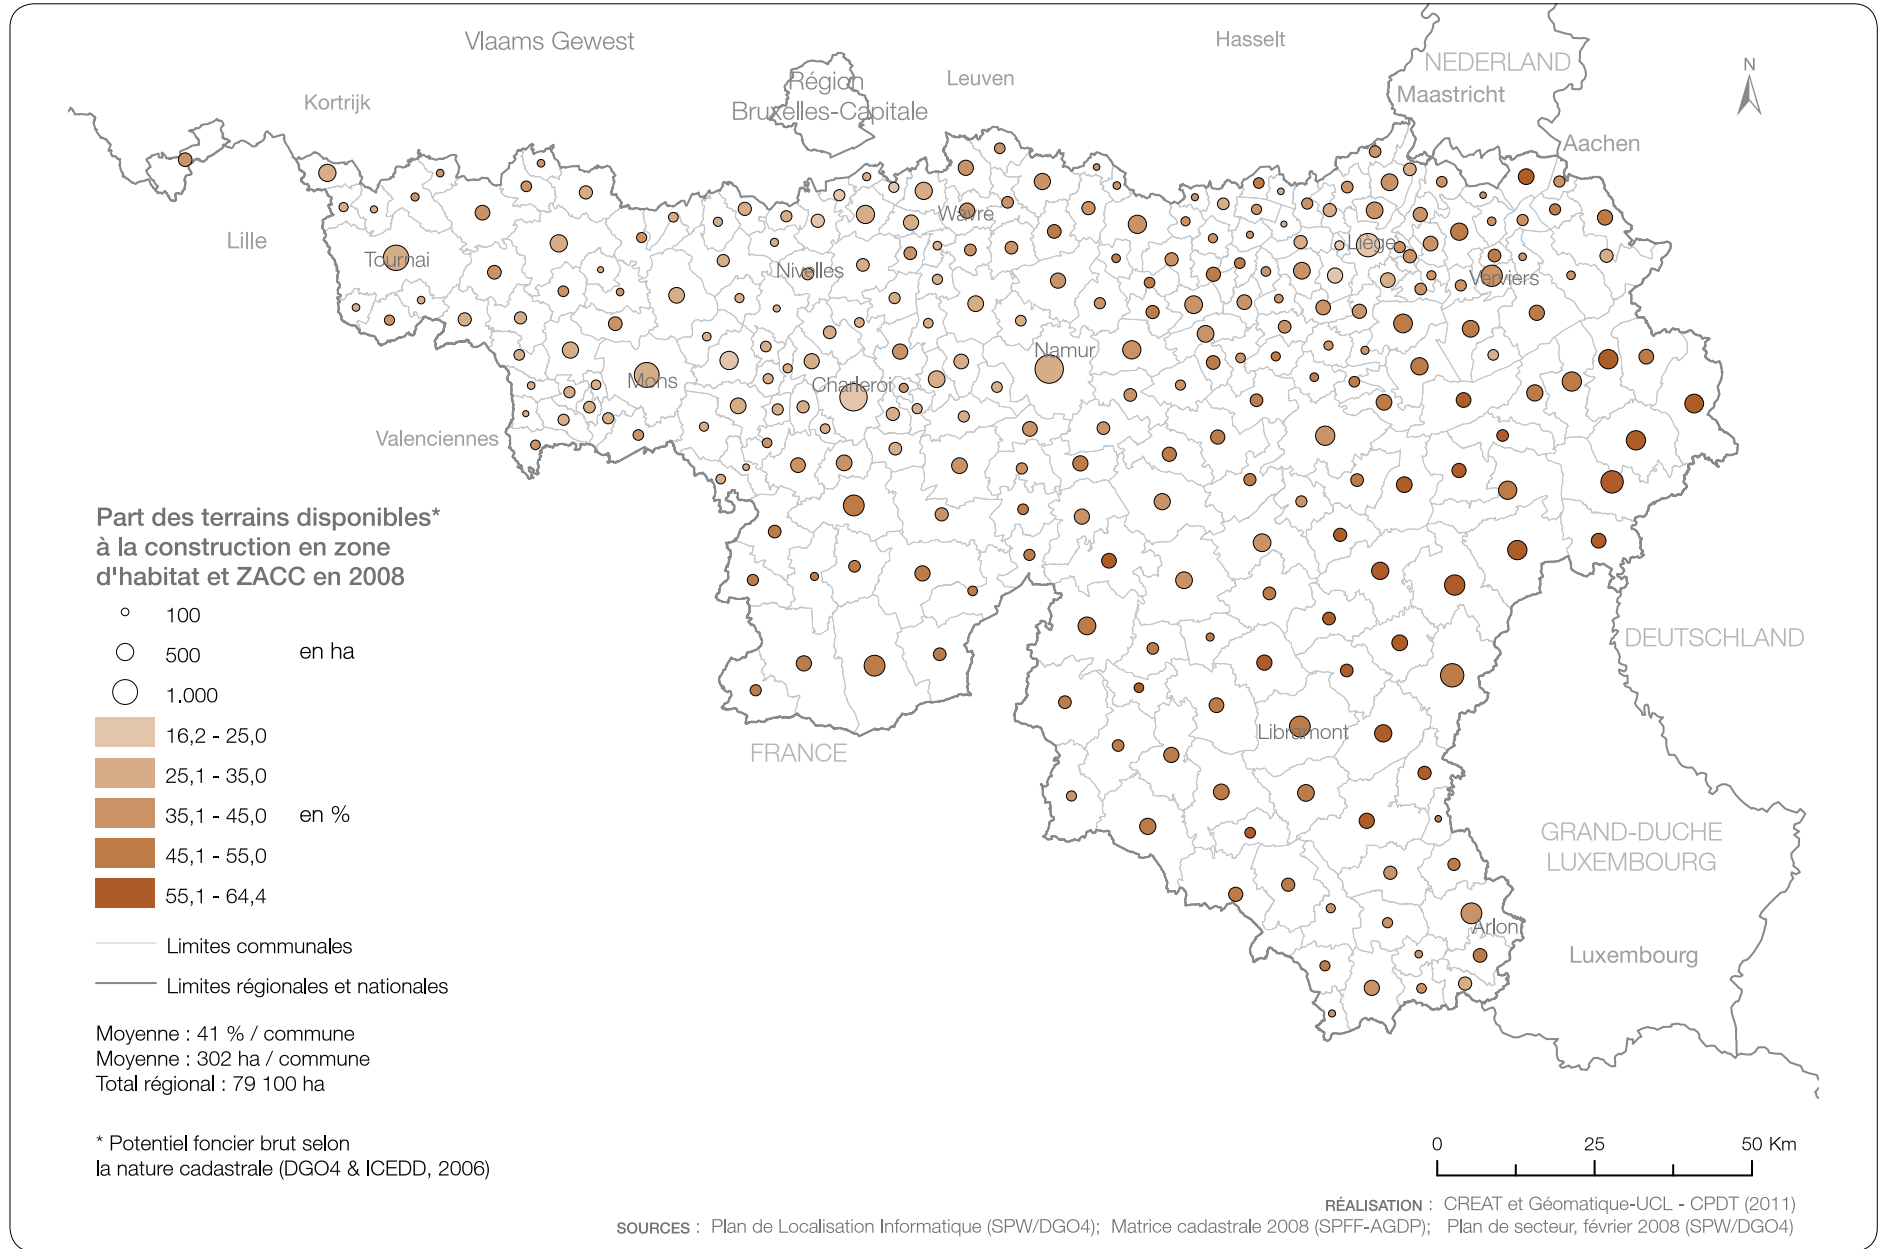 Vlaams Gewest
Hasselt
NEDERLAND
Maastricht
N
Région
Bruxelles-Capitale
Leuven
Kortrijk
Aachen
Lille
Tournai
Wavre
Nivelles
Liège
Verviers
Mons
Charleroi
Namur
Valenciennes
Part des terrains disponibles*
à la construction en zone
d'habitat et ZACC en 2008
100
500 en ha
1.000
16,2 - 25,0
25,1 - 35,0
35,1 - 45,0 en %
45,1 - 55,0
55,1 - 64,4
Limites communales
Limites régionales et nationales
Moyenne : 41 % / commune
Moyenne : 302 ha / commune
Total régional : 79 100 ha
* Potentiel foncier brut selon
la nature cadastrale (DGO4 & ICEDD, 2006)
FRANCE
Libramont
DEUTSCHLAND
GRAND-DUCHE
LUXEMBOURG
Arlon
Luxembourg
0 25 50 Km
RÉALISATION : CREAT et Géomatique-UCL - CPDT (2011)
SOURCES : Plan de Localisation Informatique (SPW/DGO4); Matrice cadastrale 2008 (SPFF-AGDP); Plan de secteur, février 2008 (SPW/DGO4)